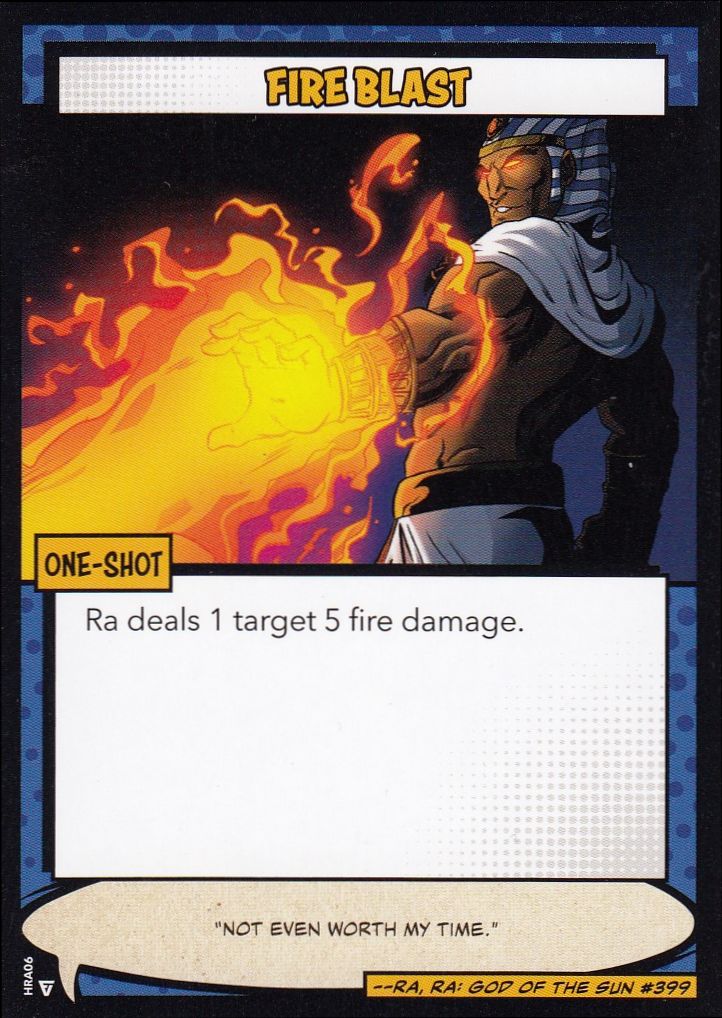 FIRE BLAST
ONE-SHOT
Ra deals 1 target 5 fire damage.
"NOT EVEN WORTH MY TIME."
--RA, RA: GOD OF THE SUN #399
HRA06